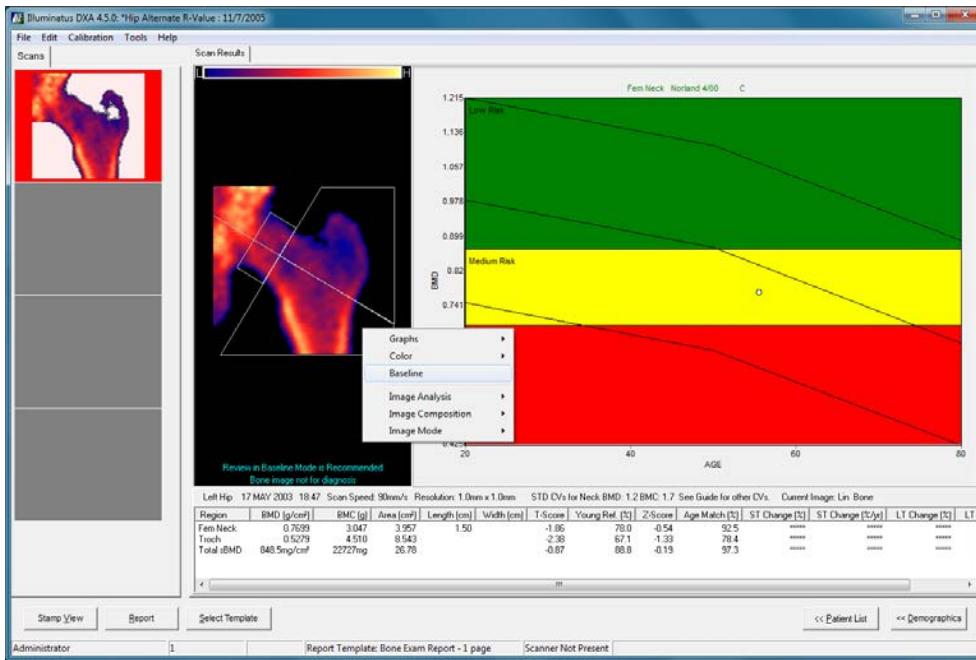 Illuminatus DXA 4.5.0: *Hip Alternate R-Value : 11/7/2005
File Edit Calibration Tools Help
Scans
Scan Results
L H
Fem Neck Norland 4/00 C
1.215
Low Risk
1.136
1.057
0.978
0.899
Medium Risk
0.82
BMD
0.741
Graphs
Color
Baseline
Image Analysis
Image Composition
Image Mode
20 40 60 80
AGE
Review in Baseline Mode is Recommended
Bone image not for diagnosis
Left Hip 17 MAY 2003 18:47 Scan Speed: 90mm/s Resolution: 1.0mm x 1.0mm STD CVs for Neck BMD: 1.2 BMC: 1.7 See Guide for other CVs. Current Image: Lin Bone
Region BMD [g/cm²] BMC [g] Area [cm²] Length [cm] Width [cm] T-Score Young Ref. [%] Z-Score Age Match [%] ST Change [%] ST Change [%/yr] LT Change [%] LT
Fem Neck 0.7699 3.047 3.957 1.50 -1.86 78.0 -0.54 92.5 ***** ***** *****
Troch 0.5279 4.510 8.543 -2.38 67.1 -1.33 78.4 ***** ***** *****
Total sBMD 848.5mg/cm² 22727mg 26.78 -0.87 88.8 -0.19 97.3 ***** ***** *****
Stamp View Report Select Template << Patient List << Demographics
Administrator 1 Report Template: Bone Exam Report - 1 page Scanner Not Present